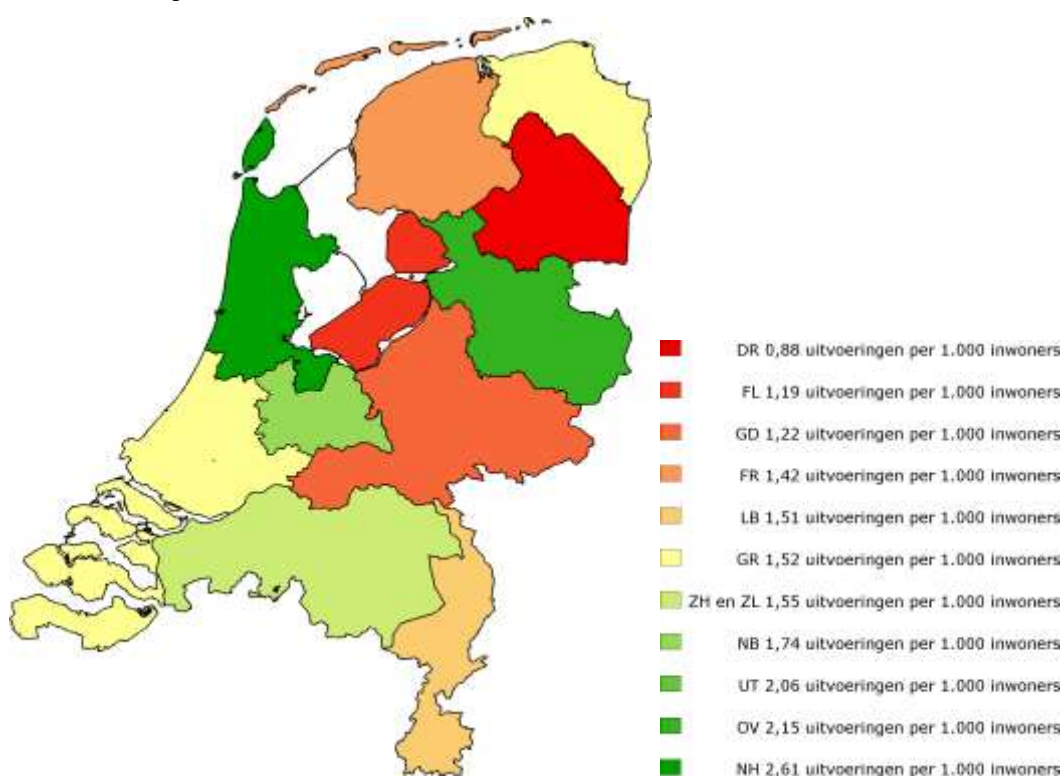 DR 0,88 uitvoeringen per 1.000 inwoners
FL 1,19 uitvoeringen per 1.000 inwoners
GD 1,22 uitvoeringen per 1.000 inwoners
FR 1,42 uitvoeringen per 1.000 inwoners
LB 1,51 uitvoeringen per 1.000 inwoners
GR 1,52 uitvoeringen per 1.000 inwoners
ZH en ZL 1,55 uitvoeringen per 1.000 inwoners
NB 1,74 uitvoeringen per 1.000 inwoners
UT 2,06 uitvoeringen per 1.000 inwoners
OV 2,15 uitvoeringen per 1.000 inwoners
NH 2,61 uitvoeringen per 1.000 inwoners